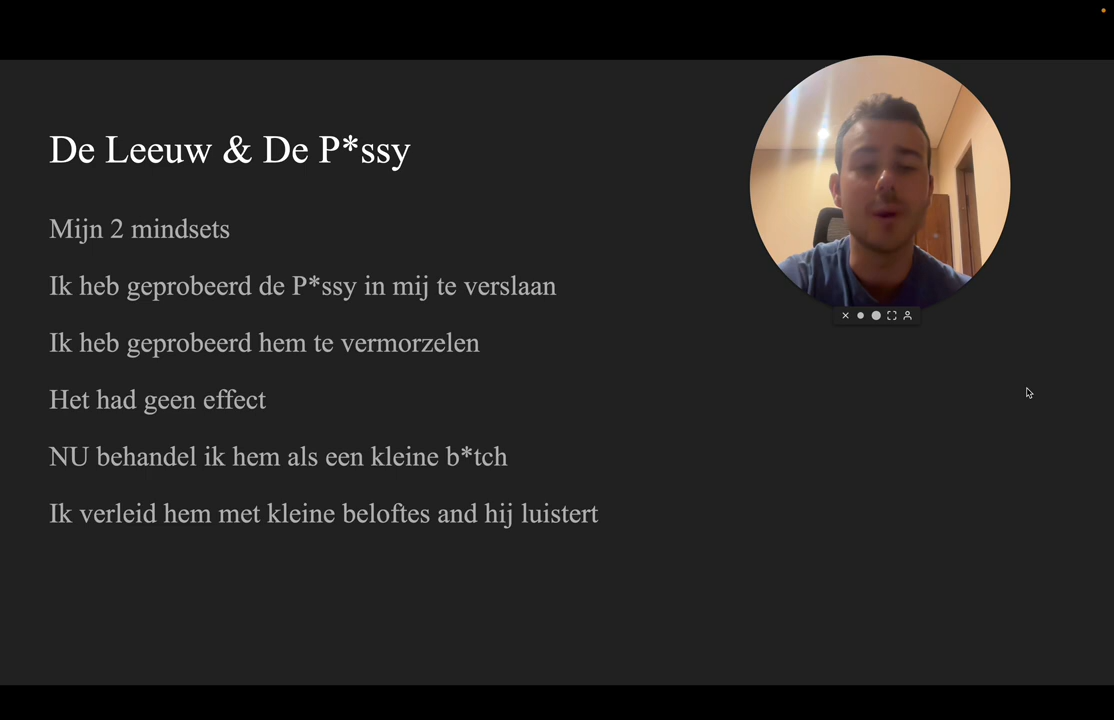 De Leeuw & De P*ssy
Mijn 2 mindsets
Ik heb geprobeerd de P*ssy in mij te verslaan
Ik heb geprobeerd hem te vermorzelen
Het had geen effect
NU behandel ik hem als een kleine b*tch
Ik verleid hem met kleine beloftes and hij luistert